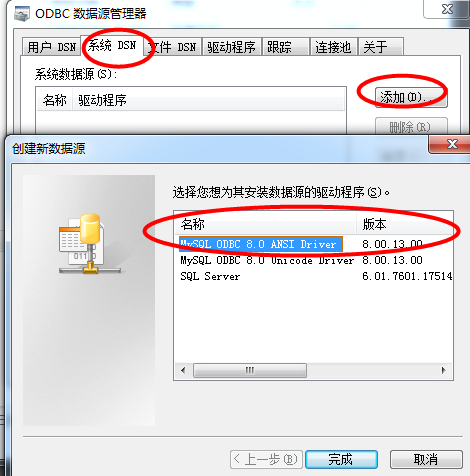 ODBC 数据源管理器
用户 DSN 系统 DSN 文件 DSN 驱动程序 跟踪 连接池 关于
系统数据源(S):
名称 驱动程序
添加(D)...
删除(R)
创建新数据源
选择您想为其安装数据源的驱动程序(S)。
名称 版本
MySQL ODBC 8.0 ANSI Driver 8.00.13.00
MySQL ODBC 8.0 Unicode Driver 8.00.13.00
SQL Server 6.01.7601.17514
01110
< 上一步(B) 完成 取消